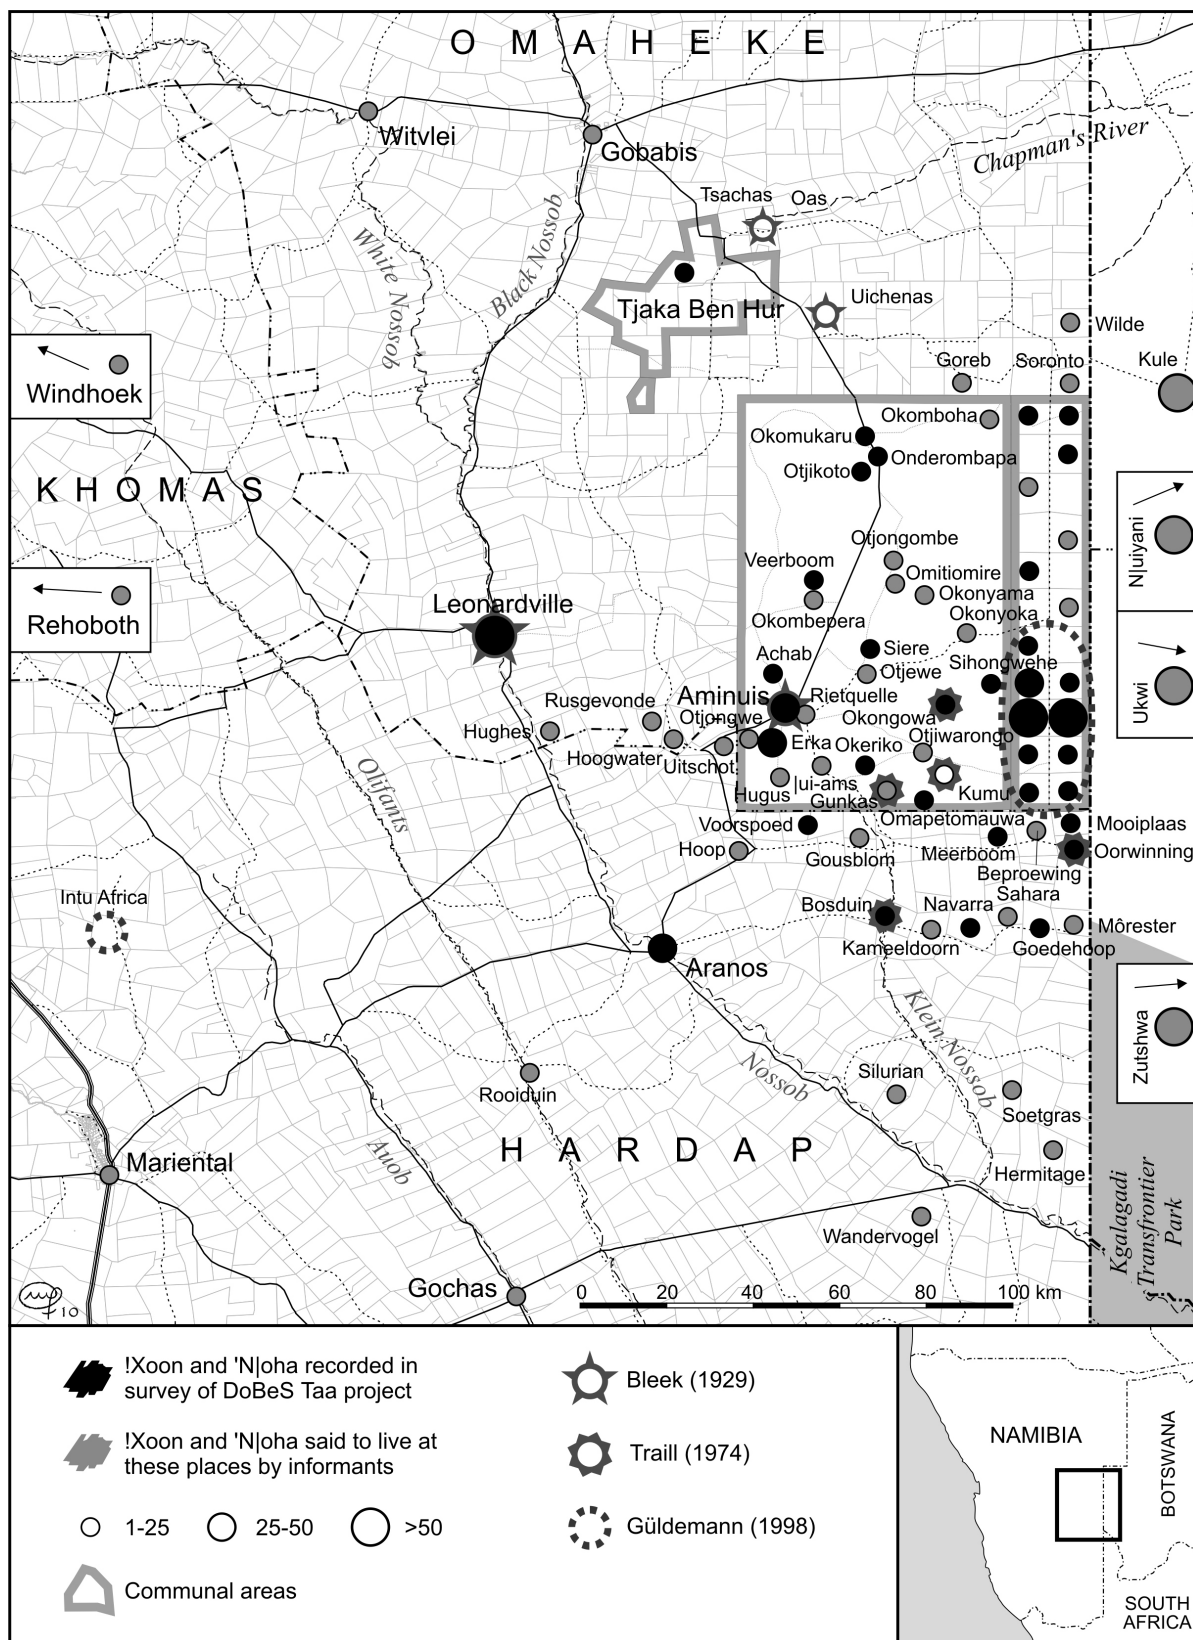 OMAHEKE
Witvlei
Gobabis
Chapman's River
Tsachas
Oas
White Nossob
Black Nossob
Tjaka Ben Hur
Uichenas
Wilde
Windhoek
Goreb
Soronto
Kule
Okomboha
Okomukaru
Onderombapa
Otjikoto
KHOMAS
N|uiyani
Otjongombe
Veerboom
Omitiomire
Okonyama
Rehoboth
Leonardville
Okombepera
Okonyoka
Siere
Achab
Sihongwehe
Otjewe
Ukwi
Rusgevonde
Aminuis
Rietquelle
Otjongwe
Okongowa
Hughes
Otjiwarongo
Hoogwater
Uitschot
Erka
Okeriko
Olifants
Hugus
|ui-ams
Gunkas
Kumu
Voorspoed
Omapetomauwa
Mooiplaas
Hoop
Gousblom
Meerboom
Oorwinning
Beproewing
Intu Africa
Sahara
Bosduin
Navarra
Môrester
Kameeldoorn
Goedehoop
Aranos
Klein Nossob
Zutshwa
Nossob
Silurian
Rooiduin
Soetgras
HARDAP
Auob
Mariental
Hermitage
Kgalagadi
Transfrontier
Park
Wandervogel
Gochas
0 20 40 60 80 100 km
10
!Xoon and 'N|oha recorded in
survey of DoBeS Taa project
Bleek (1929)
!Xoon and 'N|oha said to live at
these places by informants
Traill (1974)
1-25 25-50 >50
Güldemann (1998)
Communal areas
NAMIBIA
BOTSWANA
SOUTH
AFRICA